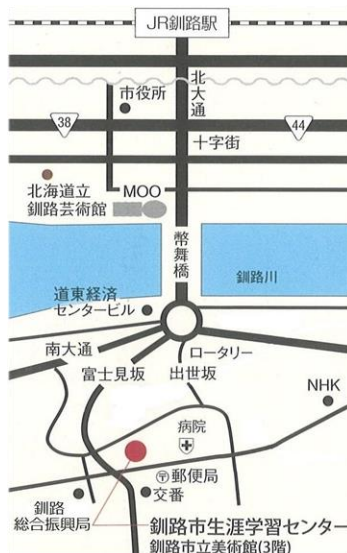 JR釧路駅
北大通
市役所
38
44
十字街
北海道立
釧路芸術館
MOO
幣舞橋
釧路川
道東経済
センタービル
南大通
ロータリー
富士見坂
出世坂
NHK
病院
〒郵便局
交番
釧路
総合振興局
釧路市生涯学習センター
釧路市立美術館(3階)